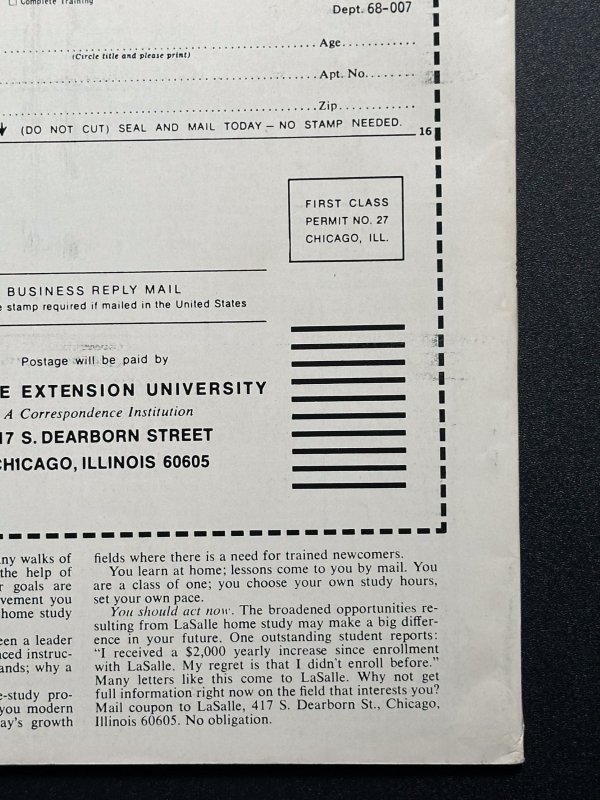 □ Complete Training
Dept. 68-007
Age
(Circle title and please print)
Apt. No.
Zip
(DO NOT CUT) SEAL AND MAIL TODAY — NO STAMP NEEDED.
16
FIRST CLASS
PERMIT NO. 27
CHICAGO, ILL.
BUSINESS REPLY MAIL
e stamp required if mailed in the United States
Postage will be paid by
E EXTENSION UNIVERSITY
A Correspondence Institution
17 S. DEARBORN STREET
CHICAGO, ILLINOIS 60605
ny walks of
the help of
r goals are
vement you
home study
een a leader
nced instruc-
ands; why a
e-study pro-
you modern
ay's growth
fields where there is a need for trained newcomers.
You learn at home; lessons come to you by mail. You
are a class of one; you choose your own study hours,
set your own pace.
You should act now. The broadened opportunities re-
sulting from LaSalle home study may make a big differ-
ence in your future. One outstanding student reports:
"I received a $2,000 yearly increase since enrollment
with LaSalle. My regret is that I didn't enroll before."
Many letters like this come to LaSalle. Why not get
full information right now on the field that interests you?
Mail coupon to LaSalle, 417 S. Dearborn St., Chicago,
Illinois 60605. No obligation.